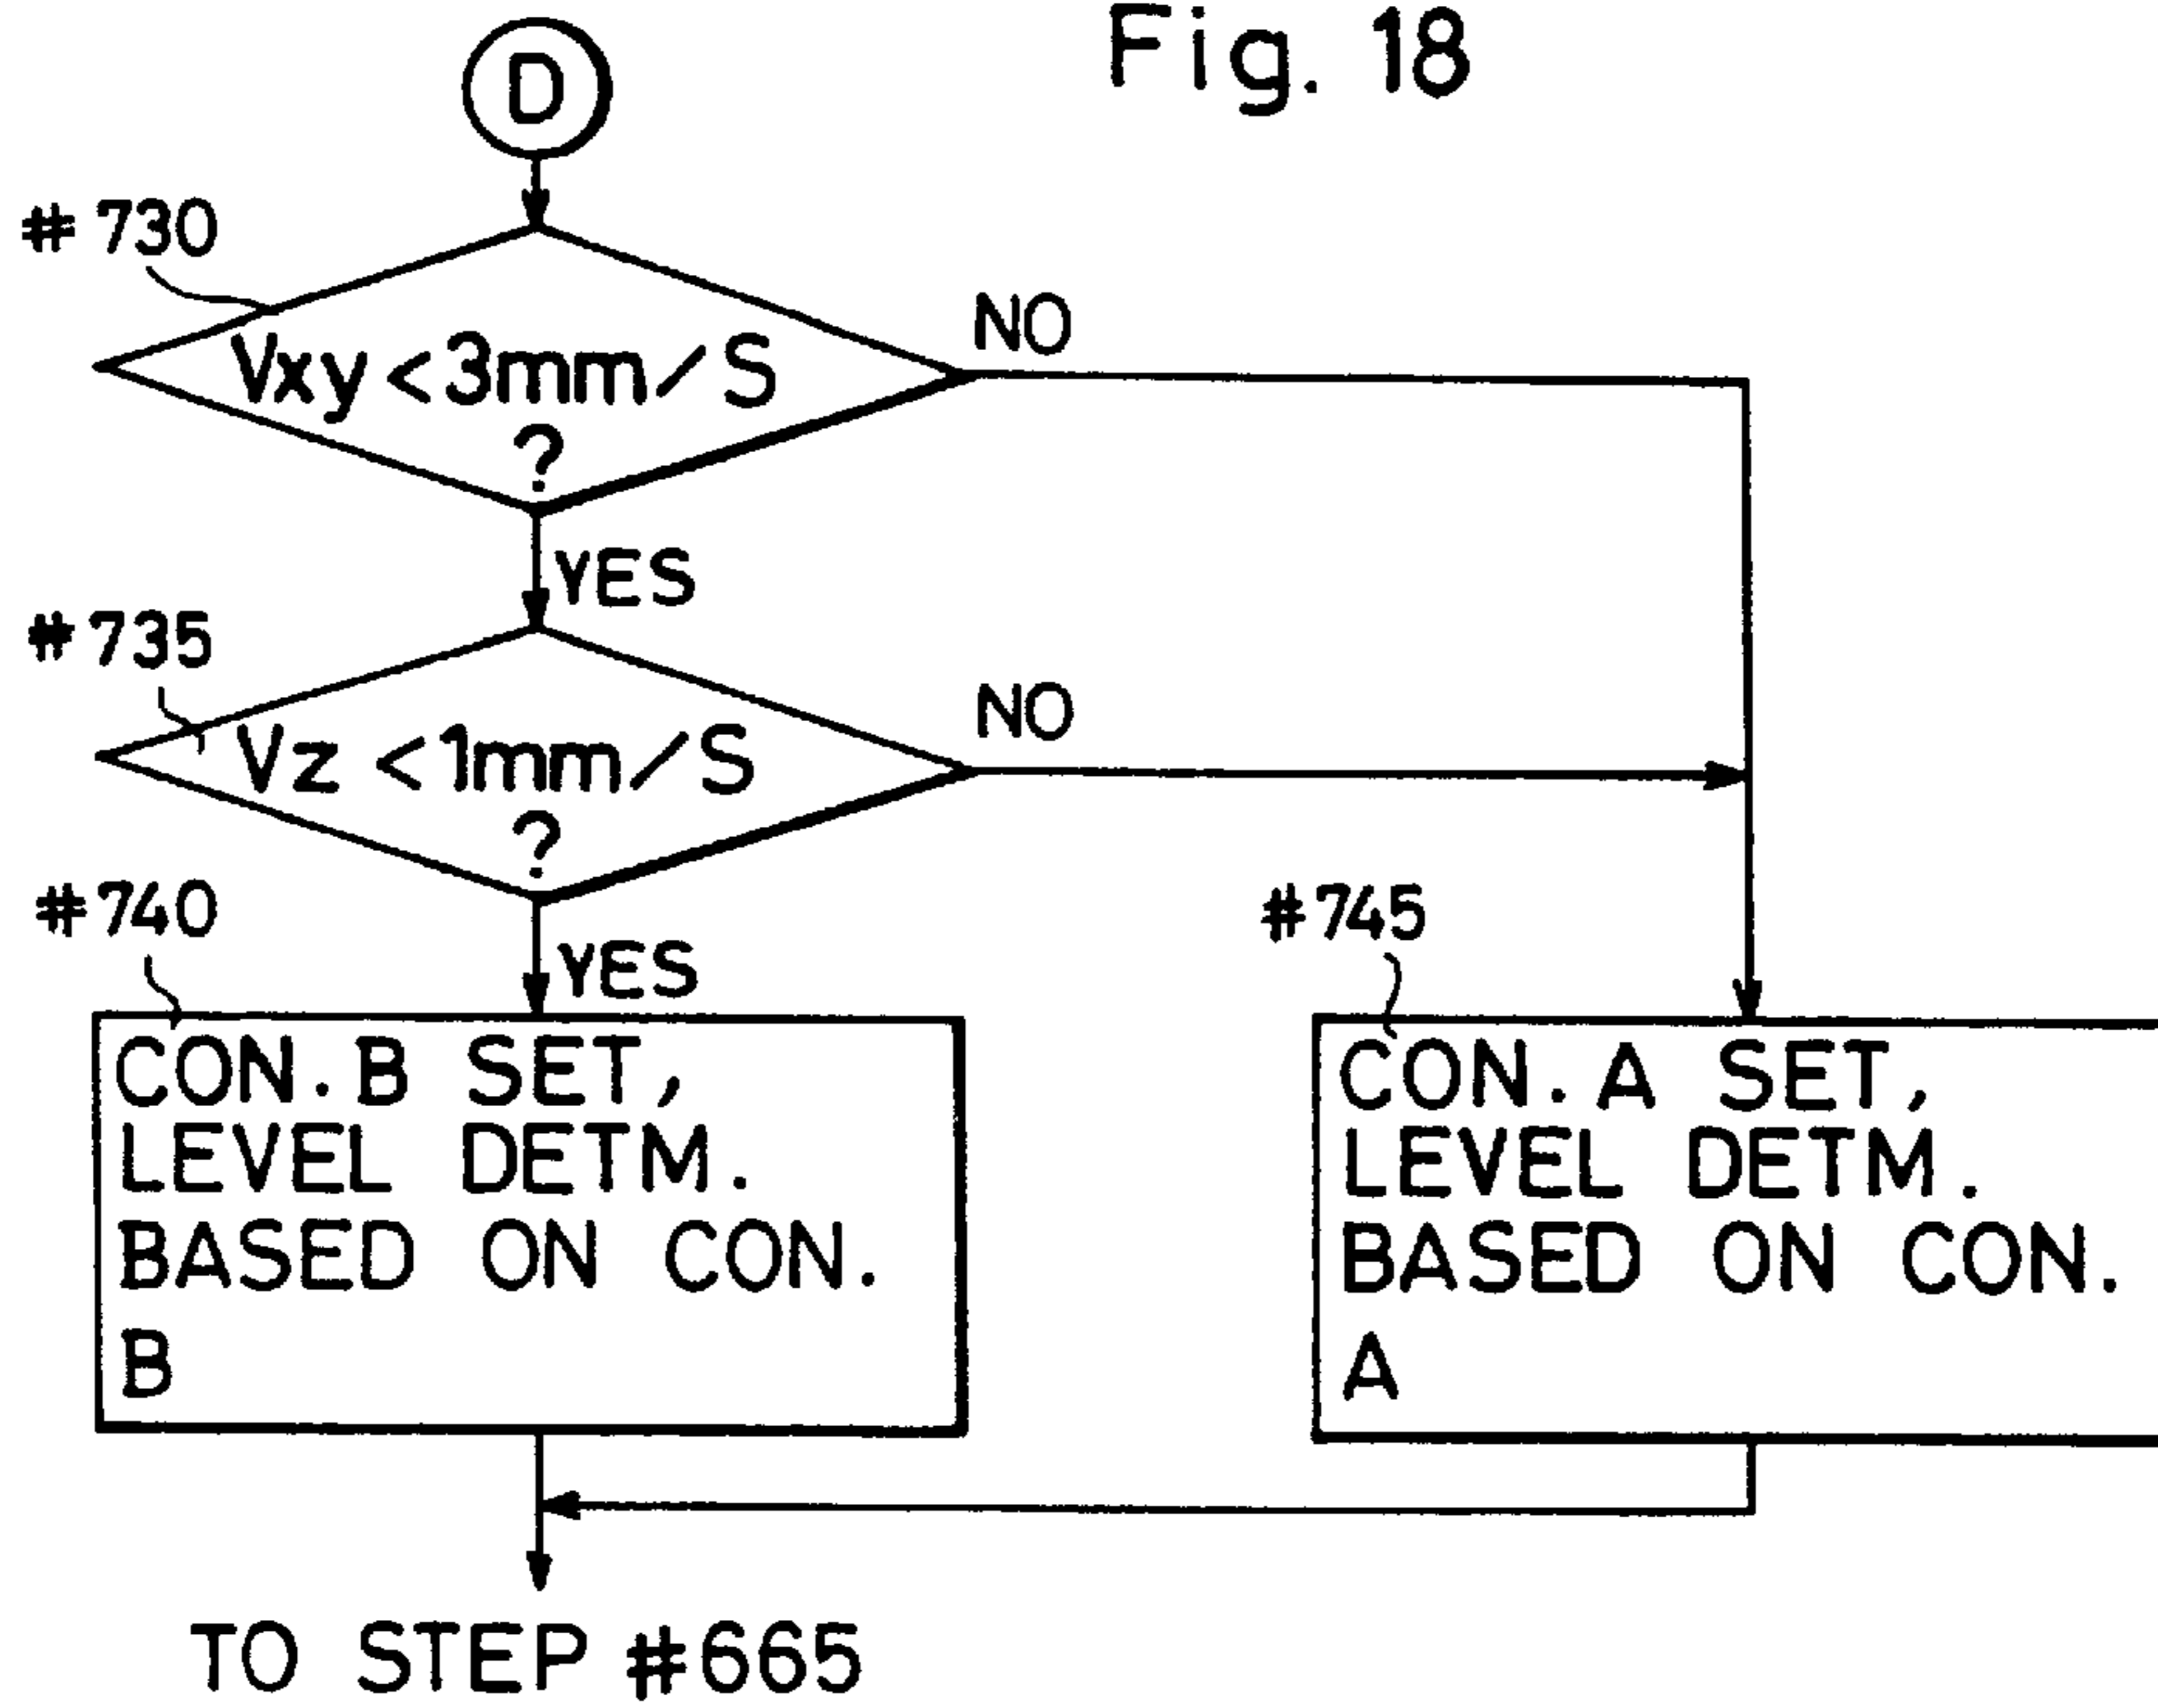 Fig. 18
D
#730
Vxy<3mm/S
?
NO
YES
#735
Vz <1mm/S
?
NO
YES
#740
CON.B SET,
LEVEL DETM.
BASED ON CON.
B
#745
CON.A SET,
LEVEL DETM.
BASED ON CON.
A
TO STEP #665